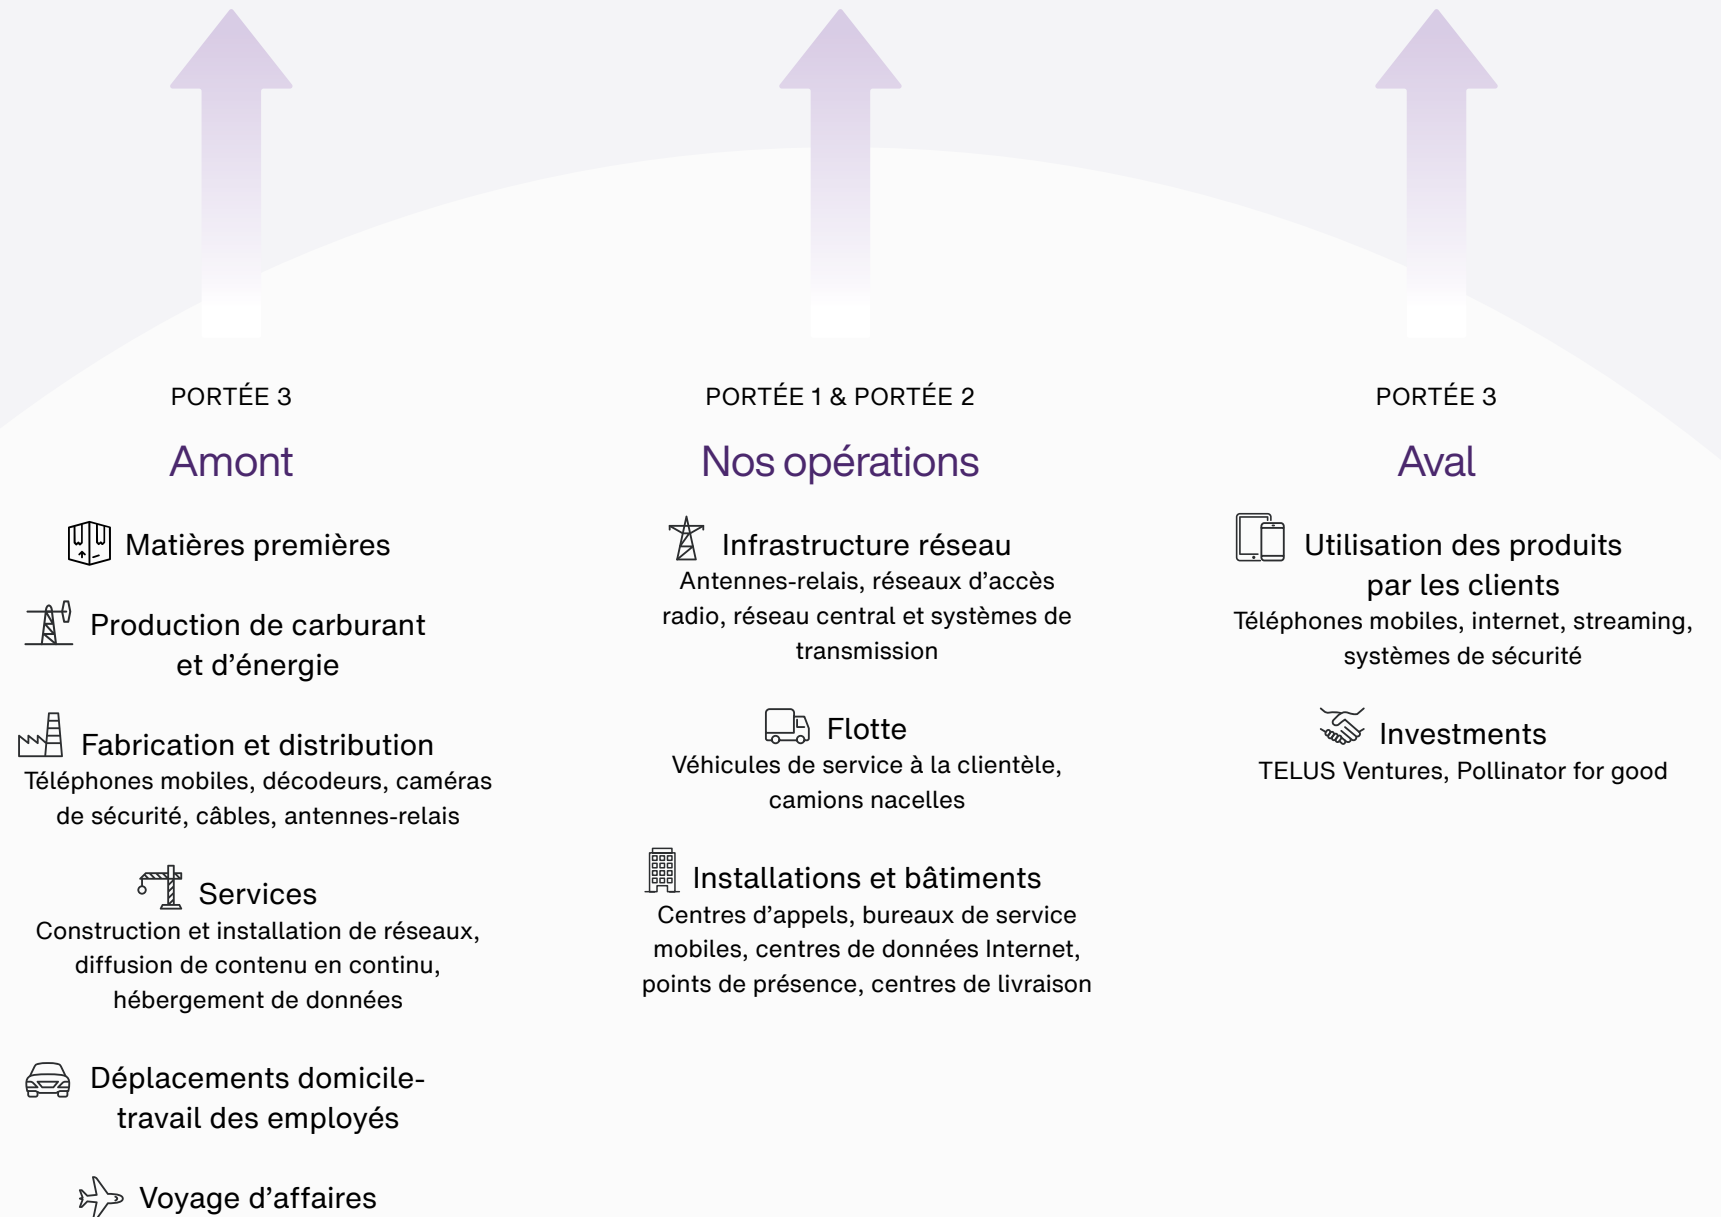 PORTÉE 3
Amont
Matières premières
Production de carburant
et d’énergie
Fabrication et distribution
Téléphones mobiles, décodeurs, caméras
de sécurité, câbles, antennes-relais
Services
Construction et installation de réseaux,
diffusion de contenu en continu,
hébergement de données
Déplacements domicile-
travail des employés
Voyage d’affaires
PORTÉE 1 & PORTÉE 2
Nos opérations
Infrastructure réseau
Antennes-relais, réseaux d’accès
radio, réseau central et systèmes de
transmission
Flotte
Véhicules de service à la clientèle,
camions nacelles
Installations et bâtiments
Centres d’appels, bureaux de service
mobiles, centres de données Internet,
points de présence, centres de livraison
PORTÉE 3
Aval
Utilisation des produits
par les clients
Téléphones mobiles, internet, streaming,
systèmes de sécurité
Investments
TELUS Ventures, Pollinator for good